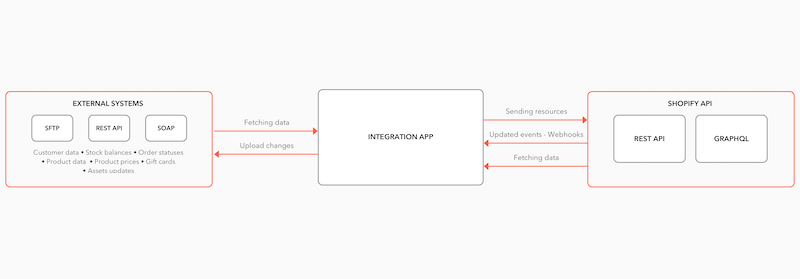 EXTERNAL SYSTEMS
SFTP
REST API
SOAP
Customer data • Stock balances • Order statuses
• Product data • Product prices • Gift cards
• Assets updates
Fetching data
Upload changes
INTEGRATION APP
Sending resources
Updated events - Webhooks
Fetching data
SHOPIFY API
REST API
GRAPHQL